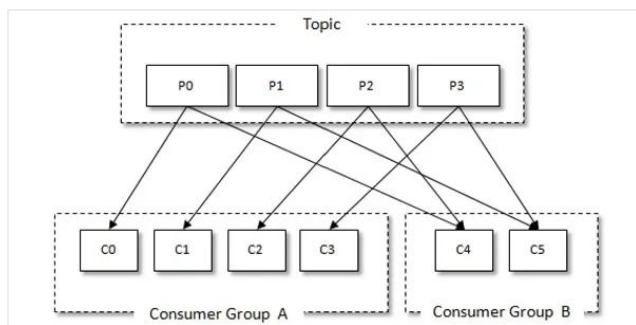 Topic
P0 P1 P2 P3
C0 C1 C2 C3 C4 C5
Consumer Group A Consumer Group B